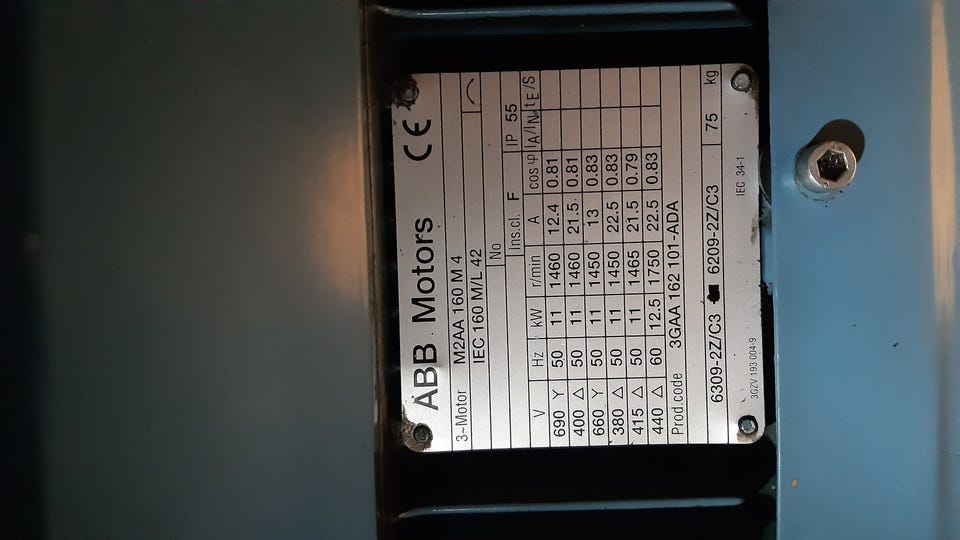 ABB Motors CE
3~Motor M2AA 160 M 4
IEC 160 M/L 42
No
Ins.cl. F IP 55
V Hz kW r/min A cos φ IA/IN t E/S
690 Y 50 11 1460 12.4 0.81
400 Δ 50 11 1460 21.5 0.81
660 Y 50 11 1450 13 0.83
380 Δ 50 11 1450 22.5 0.83
415 Δ 50 11 1465 21.5 0.79
440 Δ 60 12.5 1750 22.5 0.83
Prod.code 3GAA 162 101-ADA
6309-2Z/C3 6209-2Z/C3 75 kg
3GZV 193 004-9 IEC 34-1